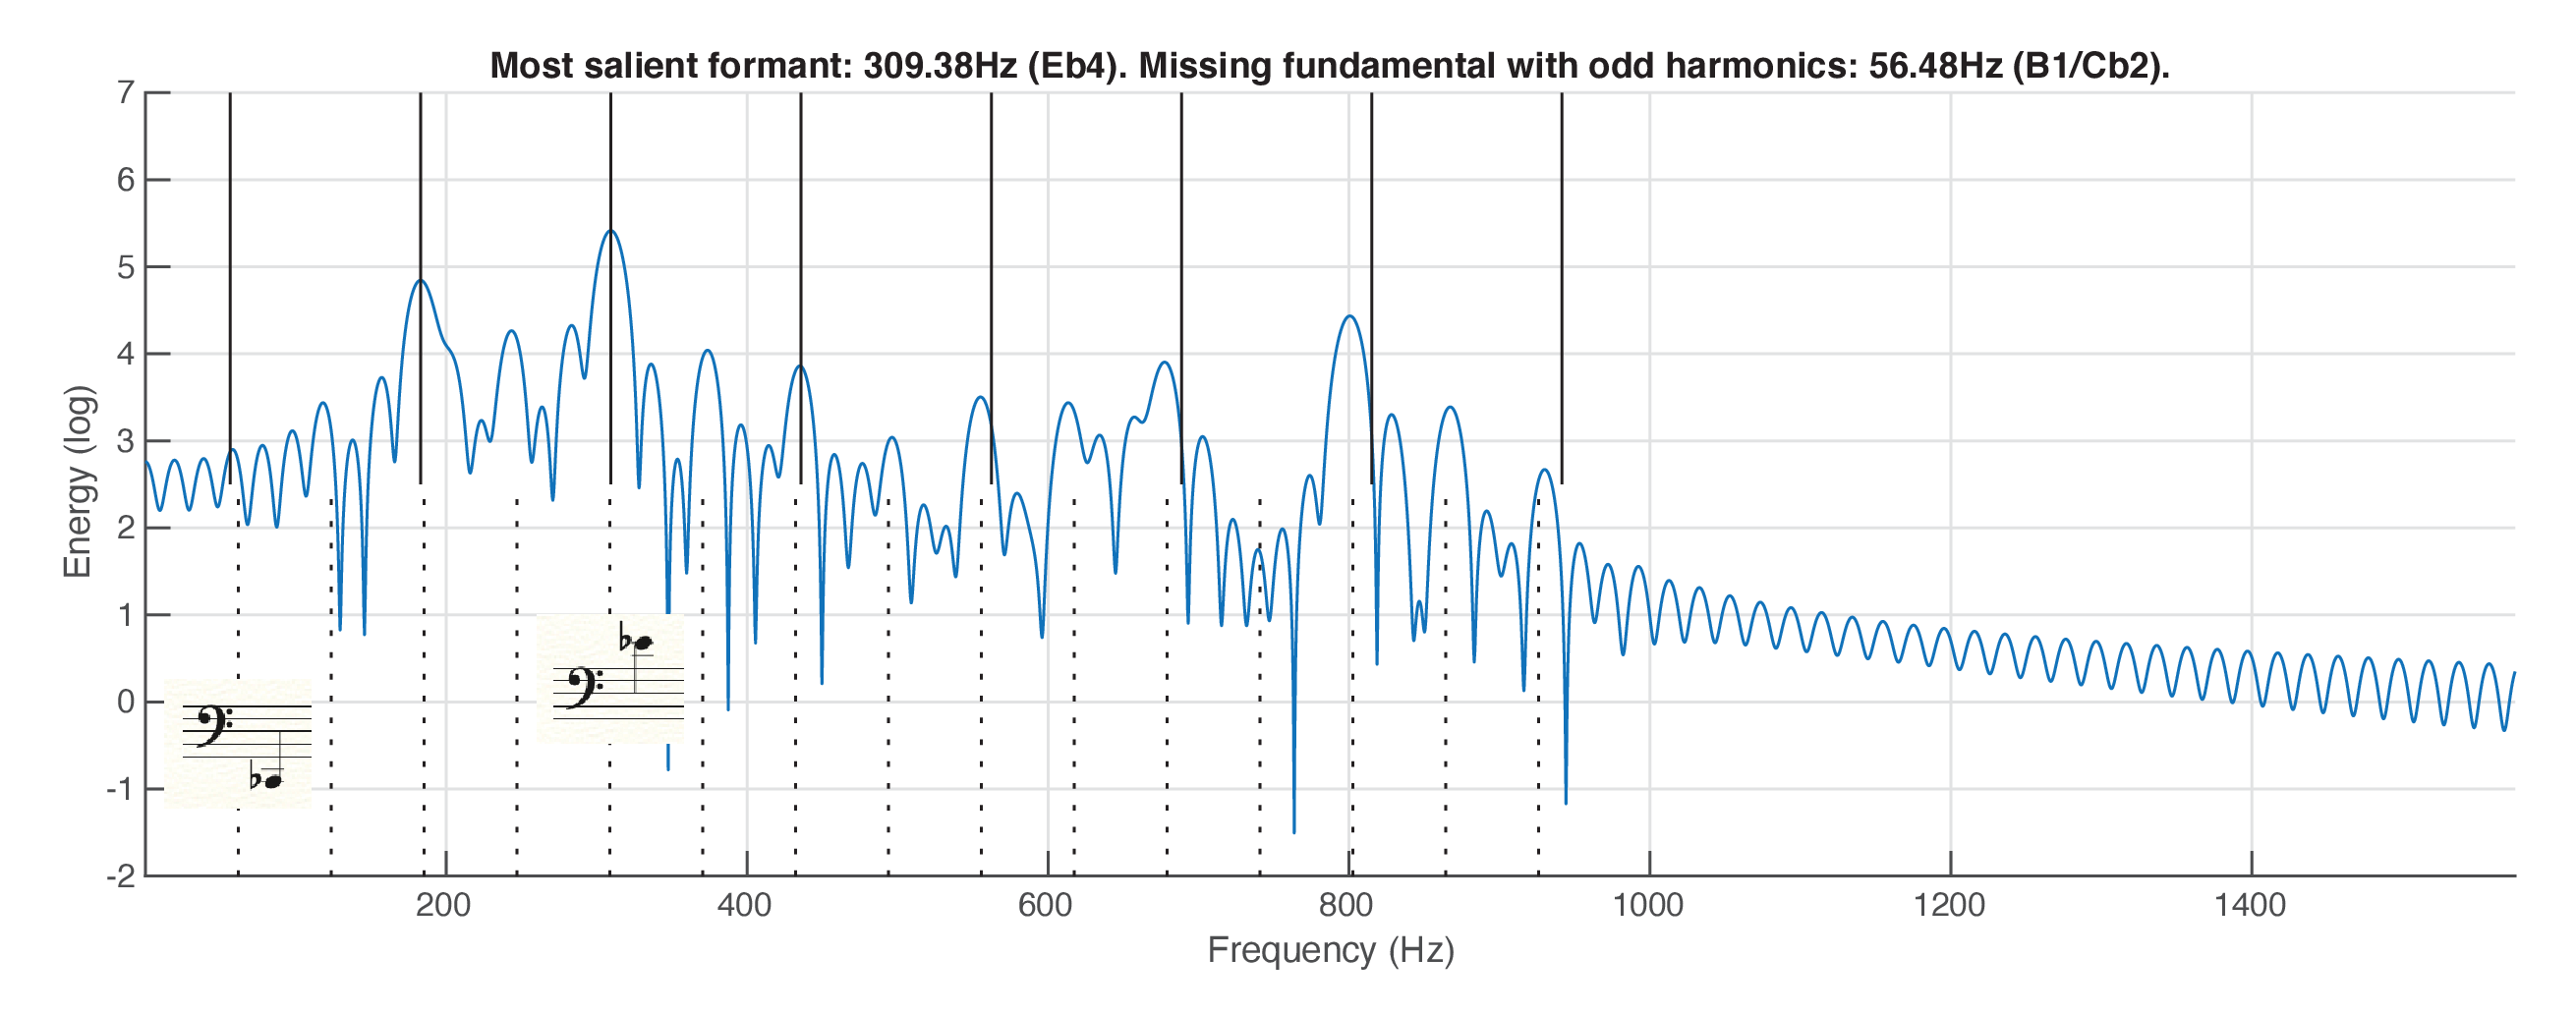 Most salient formant: 309.38Hz (Eb4). Missing fundamental with odd harmonics: 56.48Hz (B1/Cb2).
7
6
5
4
3
2
1
0
-1
-2
Energy (log)
200 400 600 800 1000 1200 1400
Frequency (Hz)